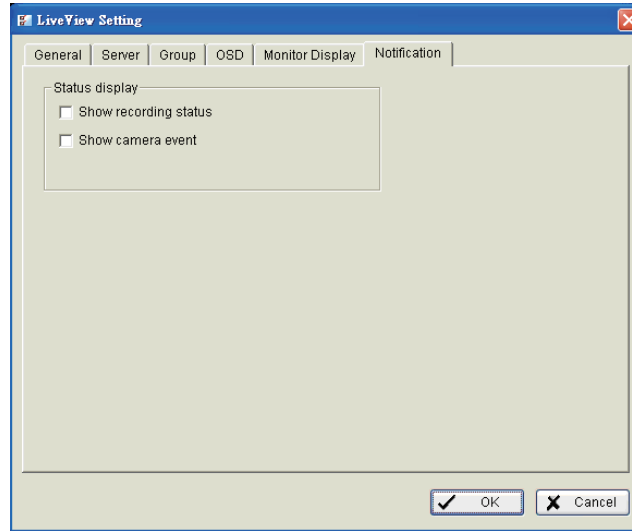 LiveView Setting
General Server Group OSD Monitor Display Notification
Status display
Show recording status
Show camera event
OK Cancel